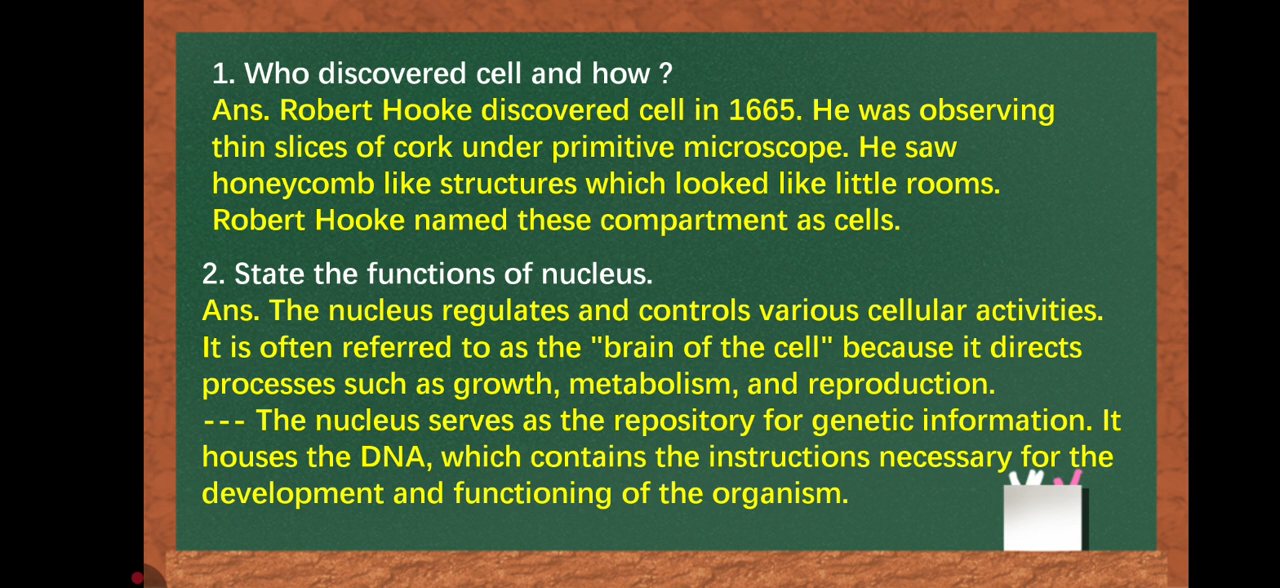 1. Who discovered cell and how ?
Ans. Robert Hooke discovered cell in 1665. He was observing
thin slices of cork under primitive microscope. He saw
honeycomb like structures which looked like little rooms.
Robert Hooke named these compartment as cells.
2. State the functions of nucleus.
Ans. The nucleus regulates and controls various cellular activities.
It is often referred to as the "brain of the cell" because it directs
processes such as growth, metabolism, and reproduction.
--- The nucleus serves as the repository for genetic information. It
houses the DNA, which contains the instructions necessary for the
development and functioning of the organism.